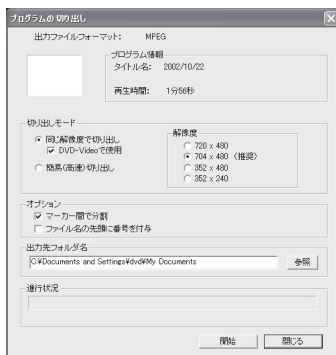 プログラムの切り出し
出力ファイルフォーマット: MPEG
プログラム情報
タイトル名: 2002/10/22
再生時間: 1分56秒
切り出しモード
同じ解像度で切り出し
DVD-Videoで使用
簡易(高速)切り出し
解像度
720 x 480
704 x 480 (推奨)
352 x 480
352 x 240
オプション
マーカー間で分割
ファイル名の先頭に番号を付与
出力先フォルダ名
C:¥Documents and Settings¥dvd¥My Documents
参照
進行状況
開始
閉じる